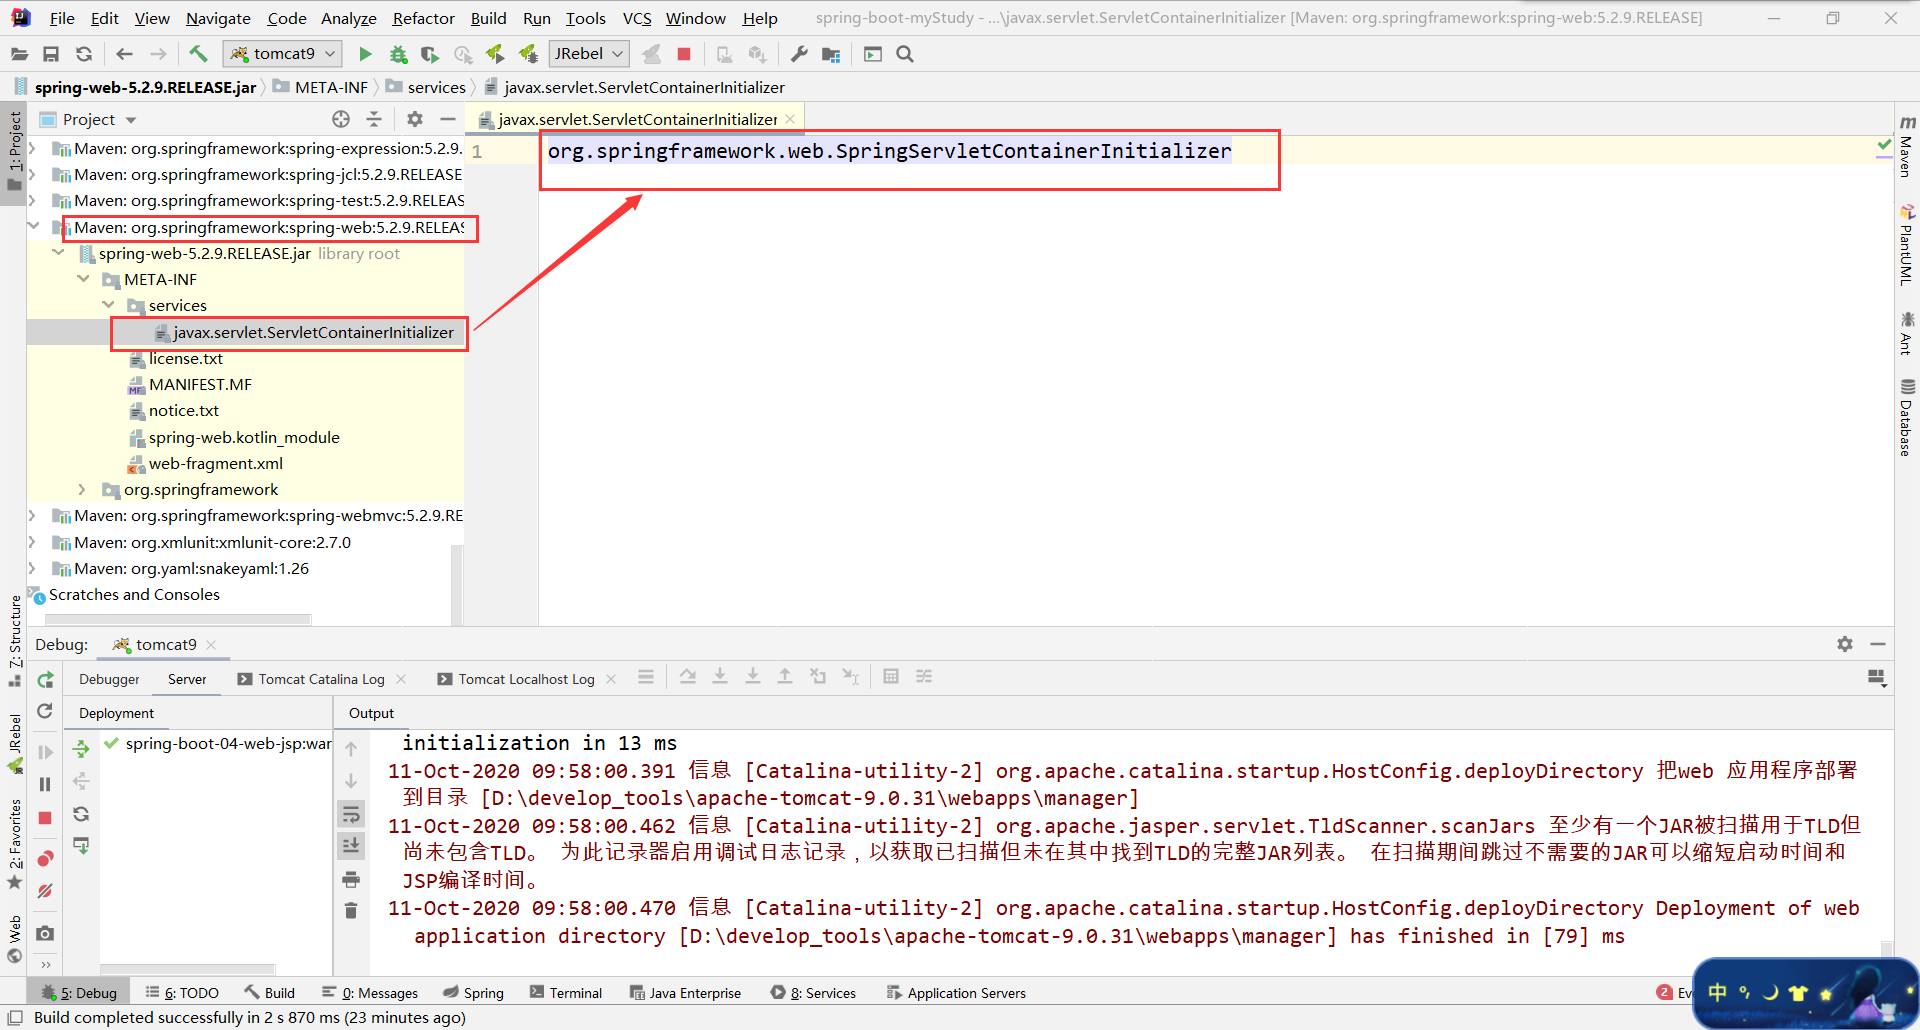 File Edit View Navigate Code Analyze Refactor Build Run Tools VCS Window Help spring-boot-myStudy - ...\javax.servlet.ServletContainerInitializer [Maven: org.springframework:spring-web:5.2.9.RELEASE]
tomcat9 JRebel
spring-web-5.2.9.RELEASE.jar META-INF services javax.servlet.ServletContainerInitializer
Project
javax.servlet.ServletContainerInitializer
1 org.springframework.web.SpringServletContainerInitializer
Maven: org.springframework:spring-expression:5.2.9.
Maven: org.springframework:spring-jcl:5.2.9.RELEASE
Maven: org.springframework:spring-test:5.2.9.RELEAS
Maven: org.springframework:spring-web:5.2.9.RELEAS
spring-web-5.2.9.RELEASE.jar library root
META-INF
services
javax.servlet.ServletContainerInitializer
license.txt
MANIFEST.MF
notice.txt
spring-web.kotlin_module
web-fragment.xml
org.springframework
Maven: org.springframework:spring-webmvc:5.2.9.RE
Maven: org.xmlunit:xmlunit-core:2.7.0
Maven: org.yaml:snakeyaml:1.26
Scratches and Consoles
1: Project
7: Structure
JRebel
2: Favorites
Web
Maven
PlantUML
Ant
Database
Debug: tomcat9
Debugger Server Tomcat Catalina Log Tomcat Localhost Log
Deployment Output
spring-boot-04-web-jsp:war
initialization in 13 ms
11-Oct-2020 09:58:00.391 信息 [Catalina-utility-2] org.apache.catalina.startup.HostConfig.deployDirectory 把web 应用程序部署
到目录 [D:\develop_tools\apache-tomcat-9.0.31\webapps\manager]
11-Oct-2020 09:58:00.462 信息 [Catalina-utility-2] org.apache.jasper.servlet.TldScanner.scanJars 至少有一个JAR被扫描用于TLD但
尚未包含TLD。 为此记录器启用调试日志记录，以获取已扫描但未在其中找到TLD的完整JAR列表。 在扫描期间跳过不需要的JAR可以缩短启动时间和
JSP编译时间。
11-Oct-2020 09:58:00.470 信息 [Catalina-utility-2] org.apache.catalina.startup.HostConfig.deployDirectory Deployment of web
application directory [D:\develop_tools\apache-tomcat-9.0.31\webapps\manager] has finished in [79] ms
5: Debug 6: TODO Build 0: Messages Spring Terminal Java Enterprise 8: Services Application Servers 2 Eve
中
Build completed successfully in 2 s 870 ms (23 minutes ago)